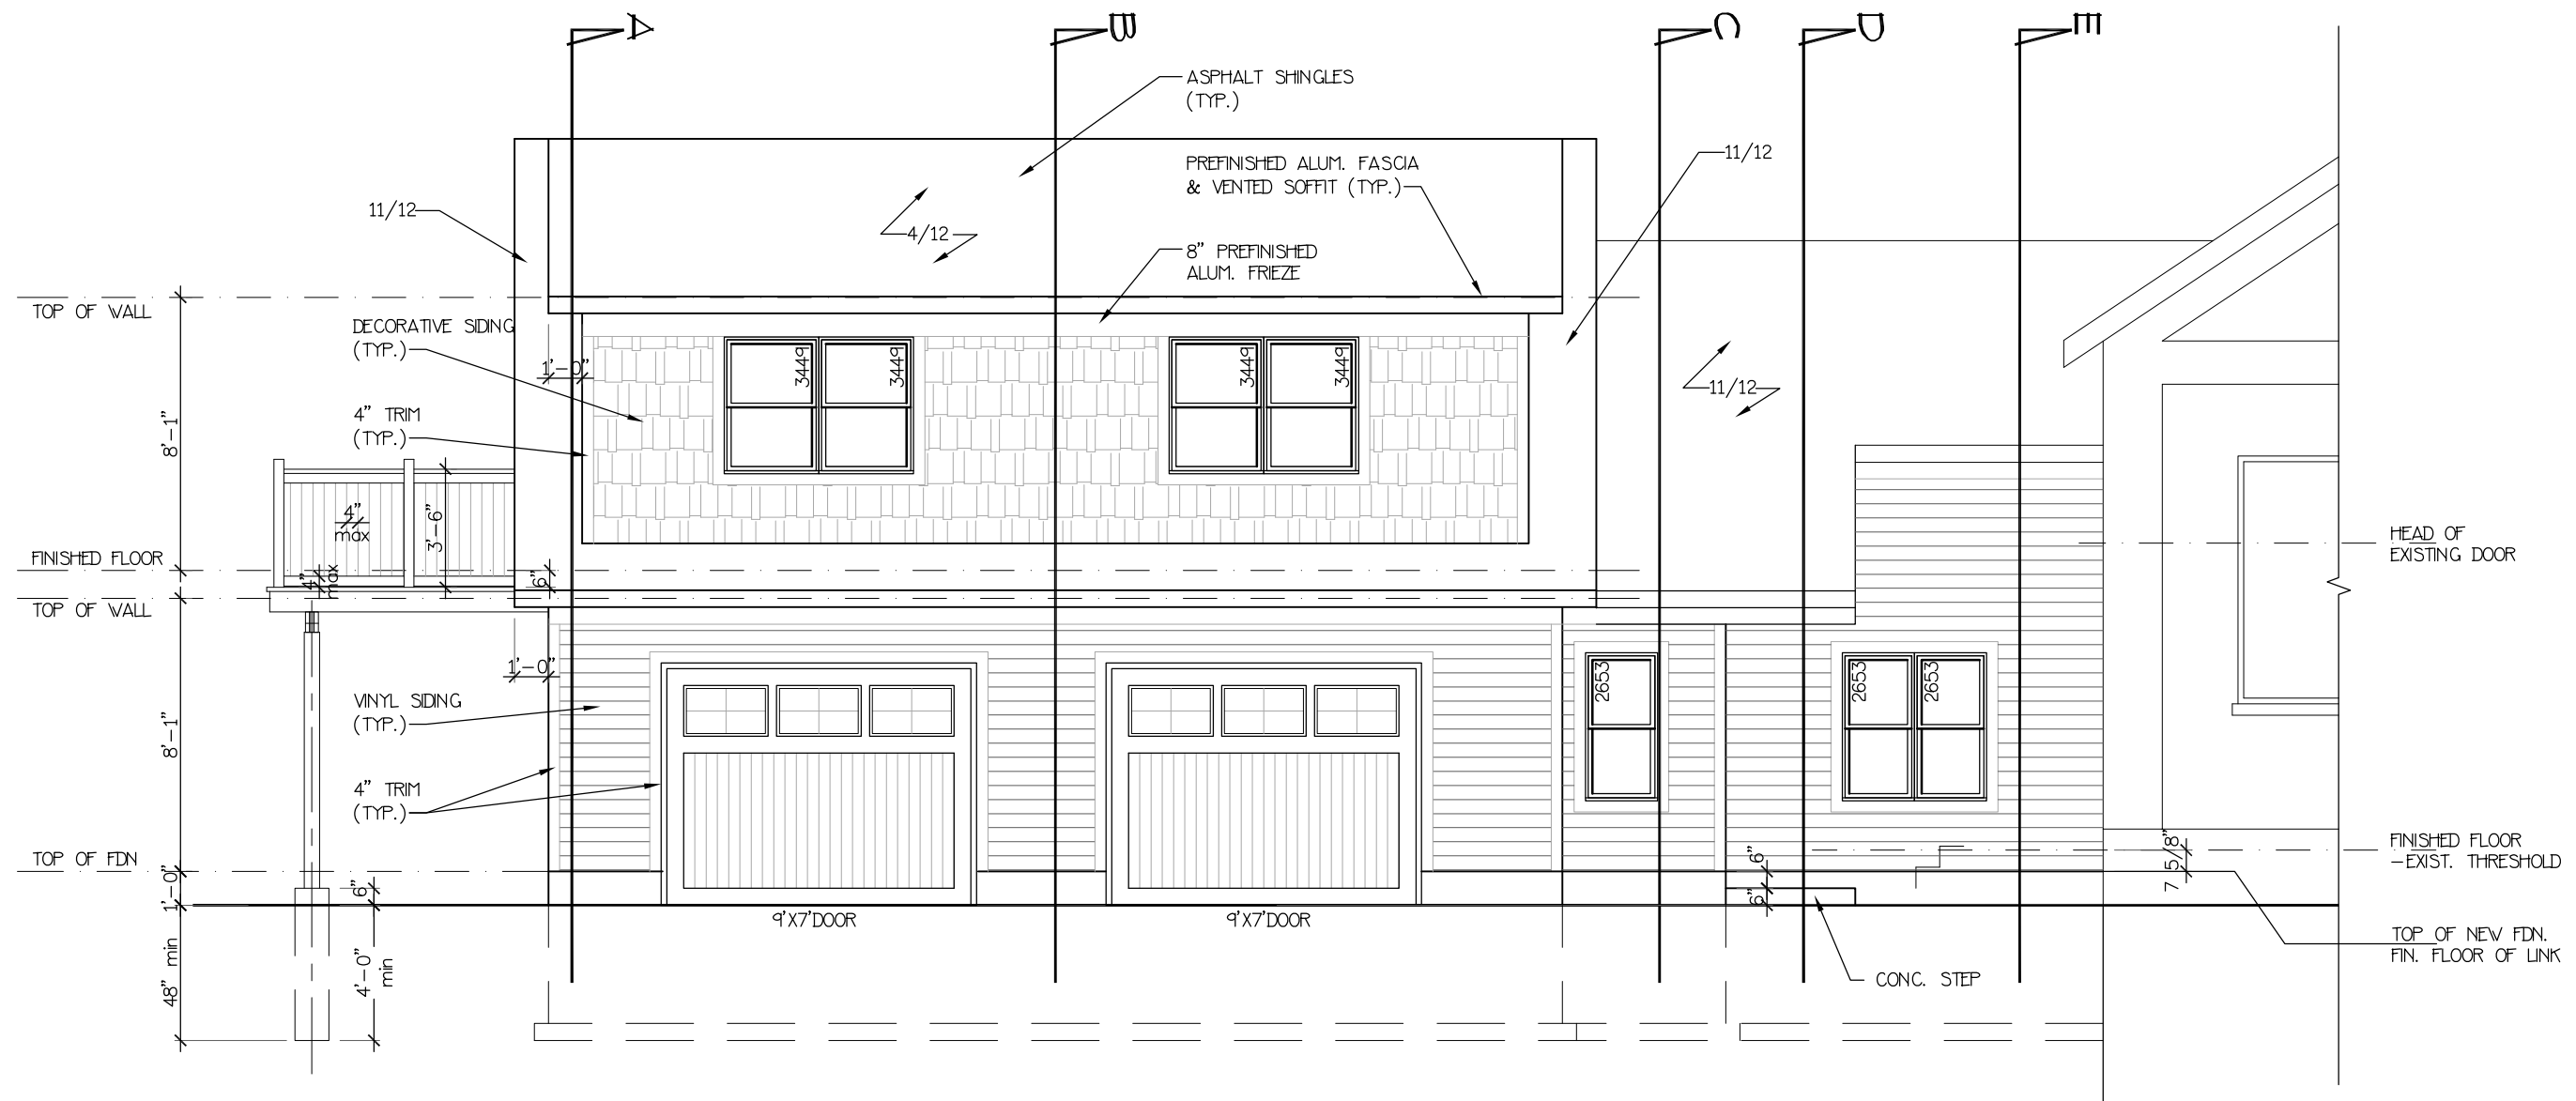 A
B
C
D
E
ASPHALT SHINGLES
(TYP.)
PREFINISHED ALUM. FASCIA
& VENTED SOFFIT (TYP.)
11/12
11/12
4/12
8" PREFINISHED
ALUM. FRIEZE
TOP OF WALL
DECORATIVE SIDING
(TYP.)
1'-0"
3449
3449
3449
3449
11/12
4" TRIM
(TYP.)
8'-1"
4"
max
3'-6"
HEAD OF
EXISTING DOOR
FINISHED FLOOR
4"
max
6"
TOP OF WALL
1'-0"
2653
2653
2653
VINYL SIDING
(TYP.)
8'-1"
4" TRIM
(TYP.)
TOP OF FDN
FINISHED FLOOR
-EXIST. THRESHOLD
7 5/8"
6"
6"
1'-0"
6"
9'X7'DOOR
9'X7'DOOR
TOP OF NEW FDN.
FIN. FLOOR OF LINK
48" min
4'-0"
min
CONC. STEP